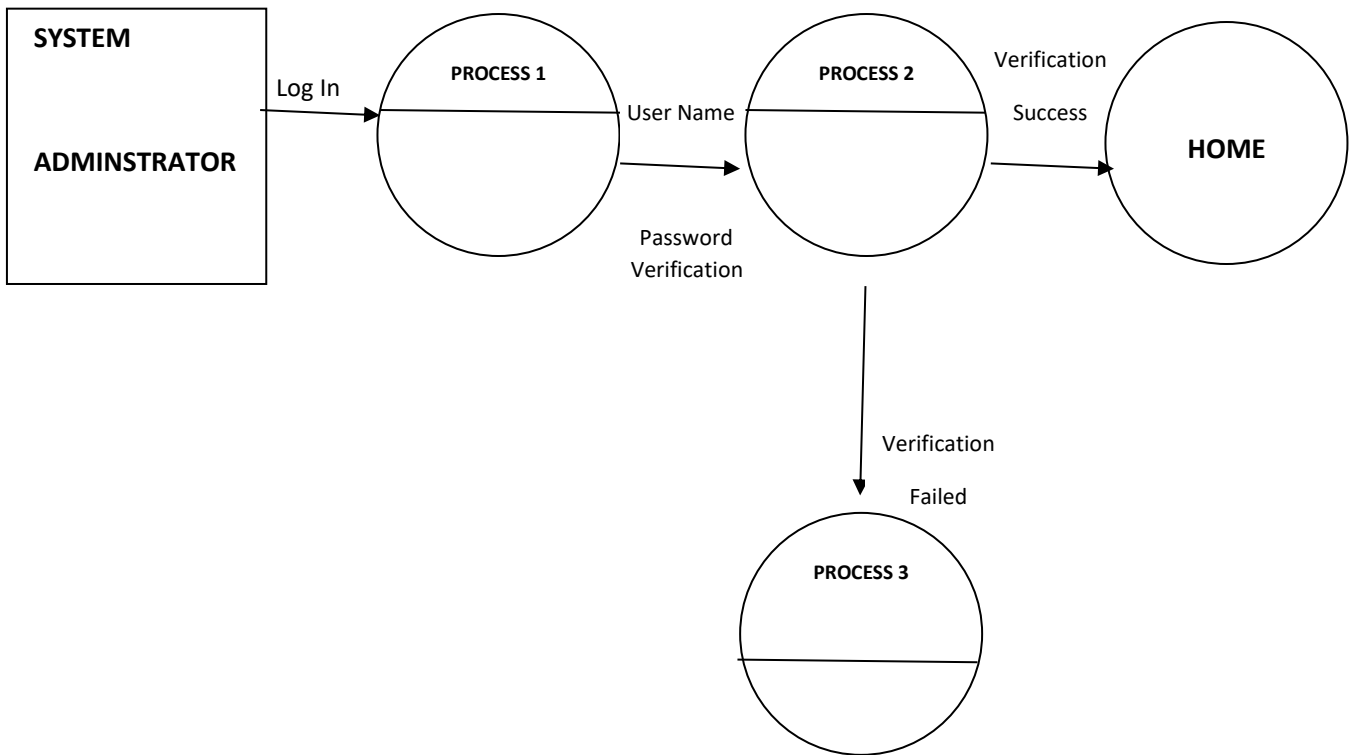 SYSTEM
ADMINSTRATOR
Log In
PROCESS 1
User Name
Password
Verification
PROCESS 2
Verification
Success
HOME
Verification
Failed
PROCESS 3